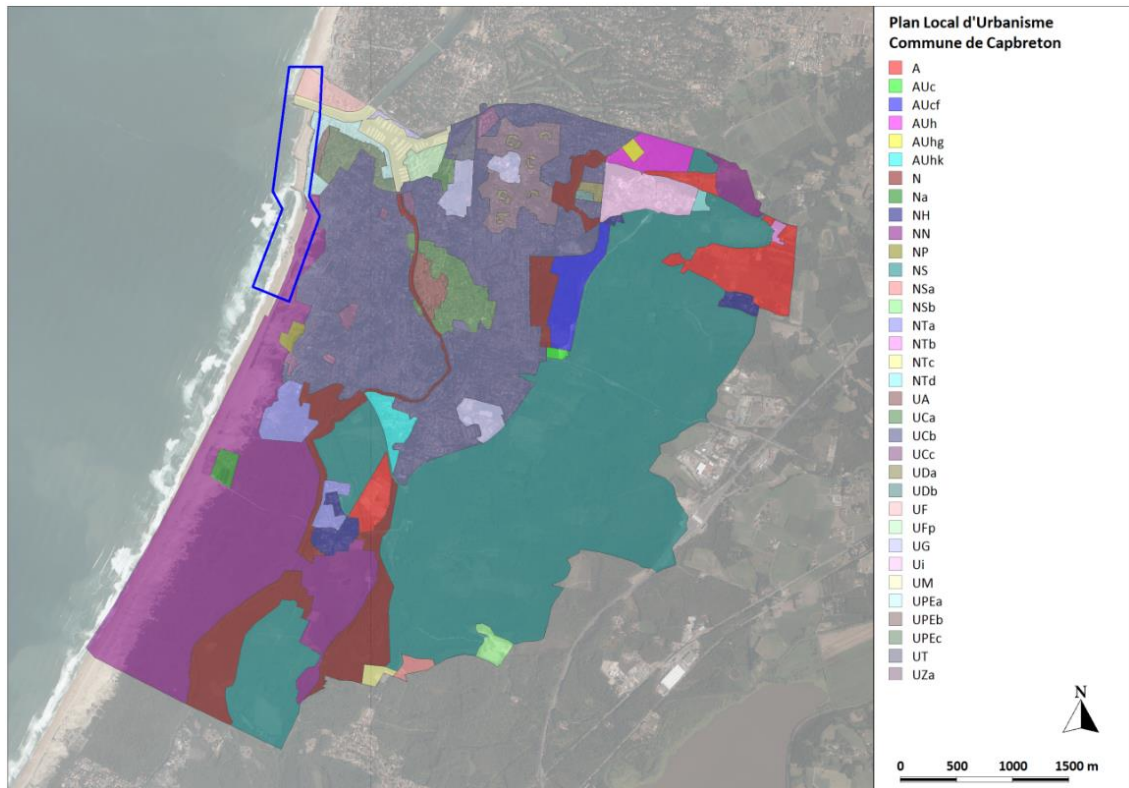 Plan Local d'Urbanisme
Commune de Capbreton
A
AUc
AUcf
AUh
AUhg
AUhk
N
Na
NH
NN
NP
NS
NSa
NSb
NTa
NTb
NTc
NTd
UA
UCa
UCb
UCc
UDa
UDb
UF
UFp
UG
Ui
UM
UPEa
UPEb
UPEc
UT
UZa
N
0 500 1000 1500 m